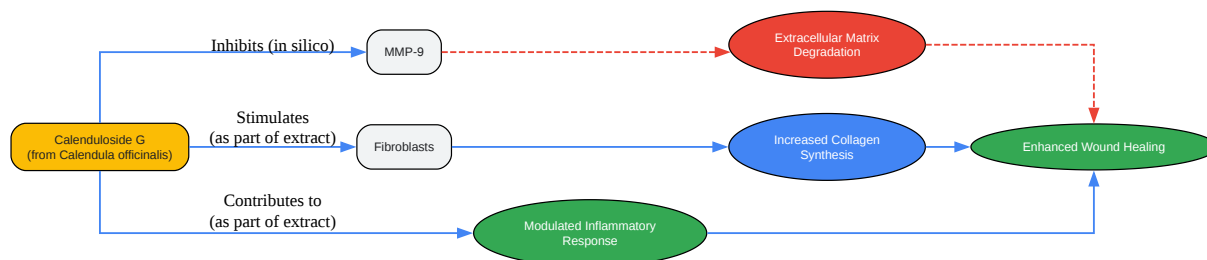 Inhibits (in silico)
MMP-9
Extracellular Matrix
Degradation
Calenduloside G
(from Calendula officinalis)
Stimulates
(as part of extract)
Fibroblasts
Increased Collagen
Synthesis
Enhanced Wound Healing
Contributes to
(as part of extract)
Modulated Inflammatory
Response